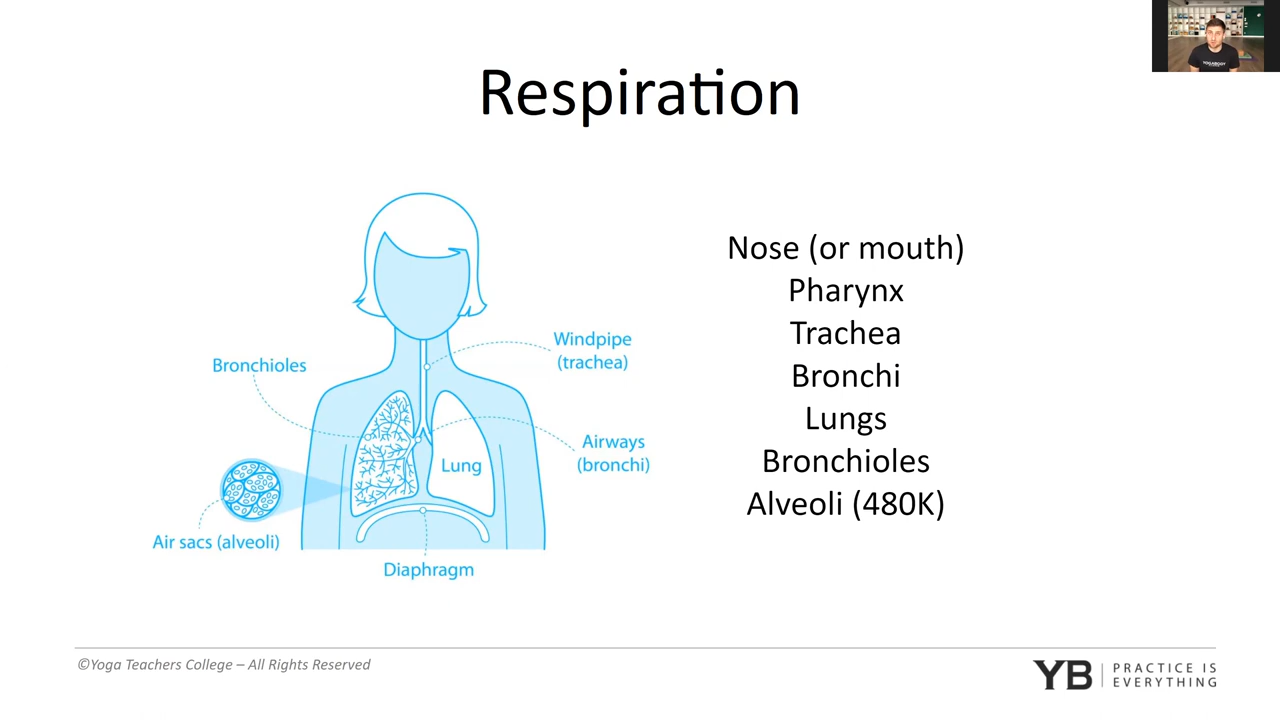 Respiration
Nose (or mouth)
Pharynx
Trachea
Bronchi
Lungs
Bronchioles
Alveoli (480K)
Windpipe
(trachea)
Bronchioles
Airways
(bronchi)
Lung
Air sacs (alveoli)
Diaphragm
©Yoga Teachers College – All Rights Reserved
YB
PRACTICE IS
EVERYTHING
YOGABODY